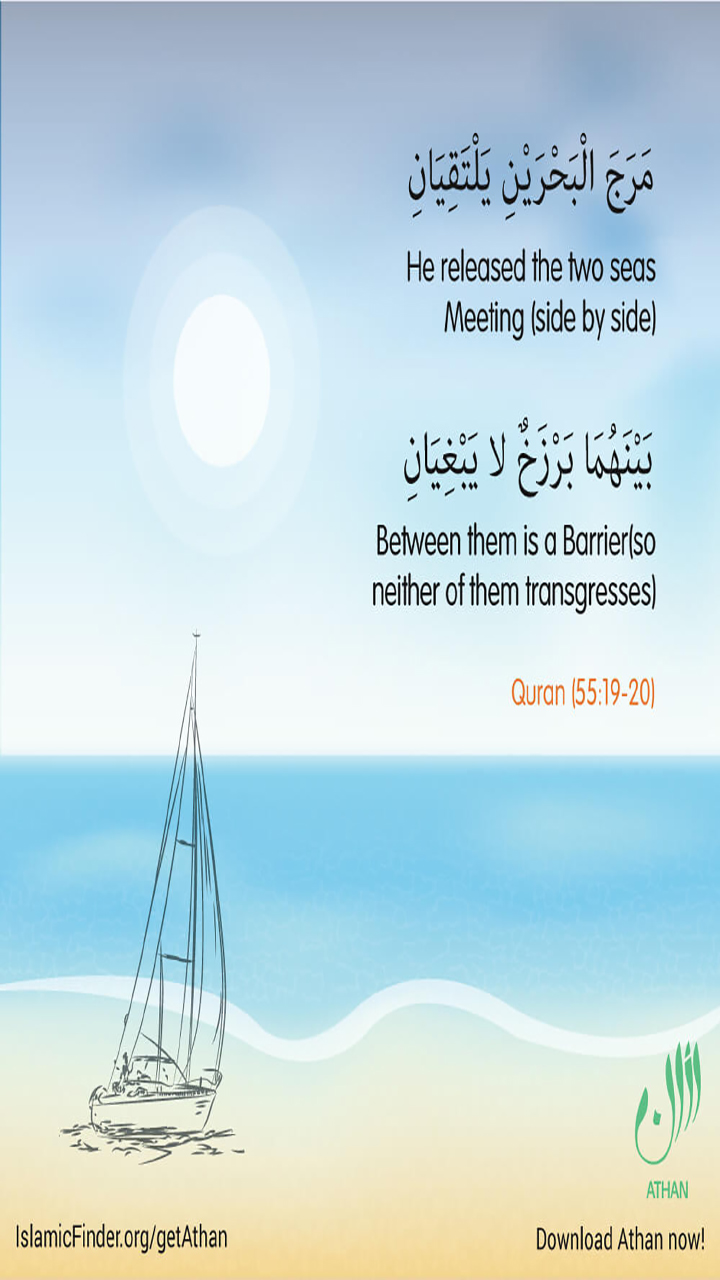 مَرَجَ الْبَحْرَيْنِ يَلْتَقِيَانِ
He released the two seas
Meeting (side by side)
بَيْنَهُمَا بَرْزَخٌ لا يَبْغِيَانِ
Between them is a Barrier(so
neither of them transgresses)
Quran (55:19-20)
الأذان
ATHAN
IslamicFinder.org/getAthan
Download Athan now!